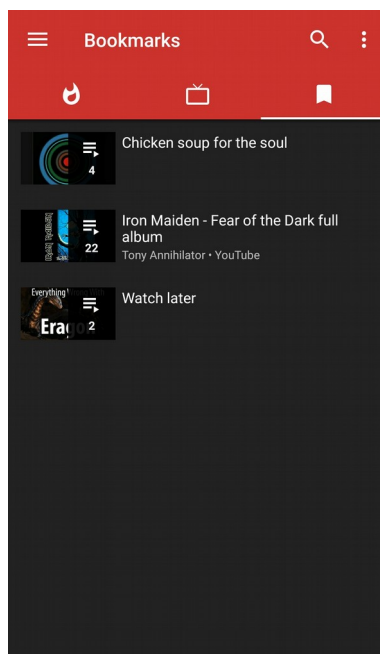 Bookmarks
Chicken soup for the soul
4
Iron Maiden - Fear of the Dark full
album
22
Tony Annihilator • YouTube
Everything
Watch later
2